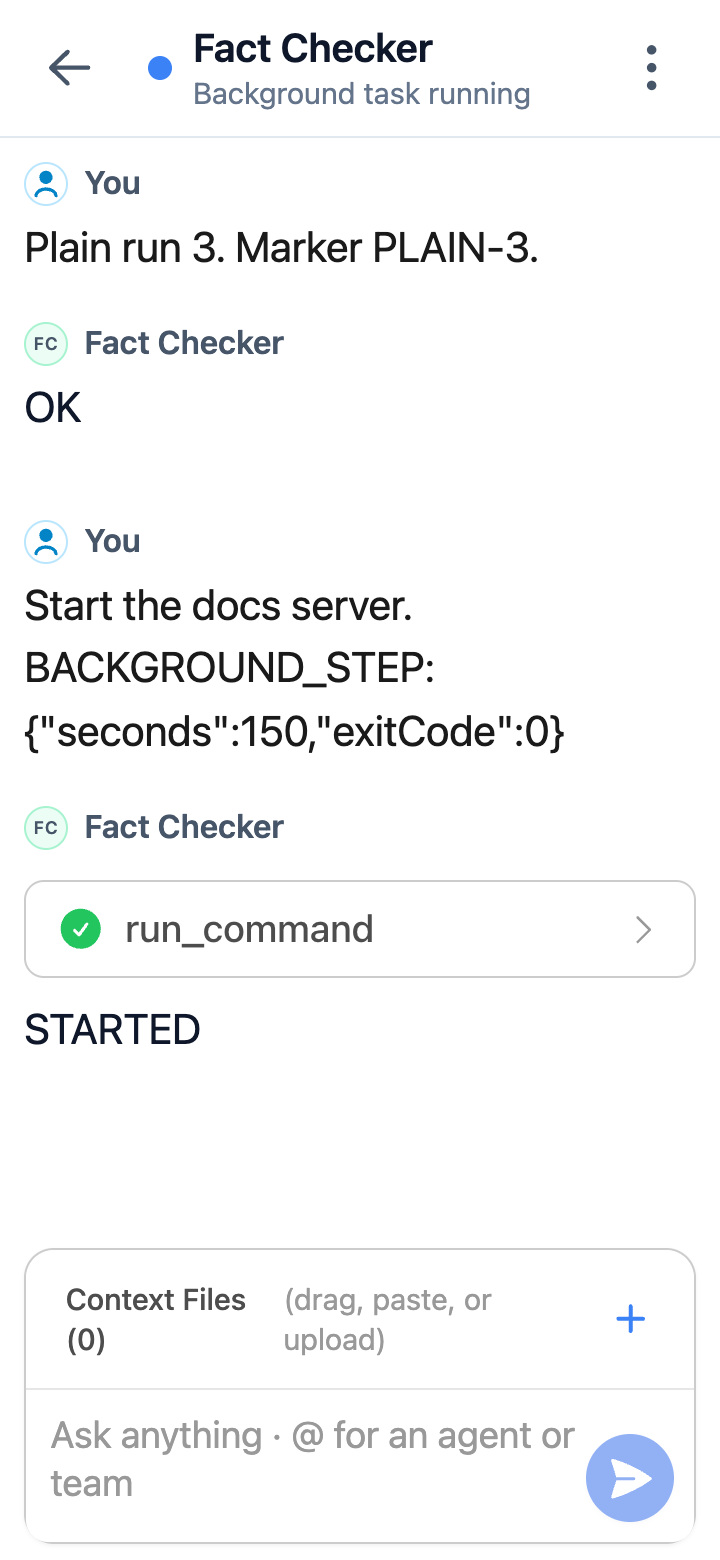 Fact Checker
Background task running
You
Plain run 3. Marker PLAIN-3.
FC Fact Checker
OK
You
Start the docs server.
BACKGROUND_STEP:
{"seconds":150,"exitCode":0}
FC Fact Checker
run_command
STARTED
Context Files (drag, paste, or
(0) upload)
Ask anything · @ for an agent or
team